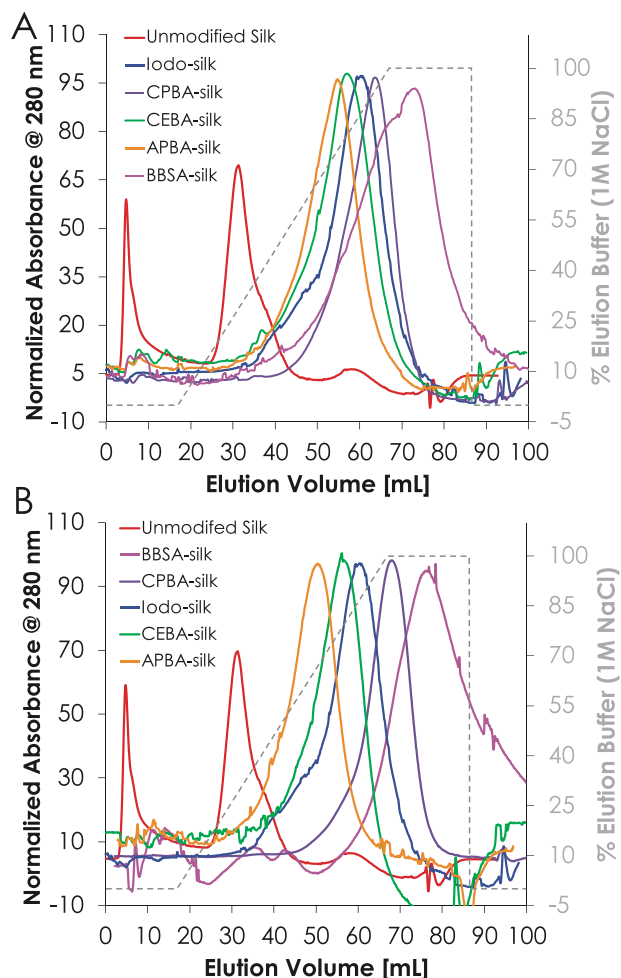 A
Normalized Absorbance @ 280 nm
110
95
80
65
50
35
20
5
-10
Unmodified Silk
Iodo-silk
CPBA-silk
CEBA-silk
APBA-silk
BBSA-silk
100
85
70
55
40
25
10
-5
% Elution Buffer (1M NaCl)
0 10 20 30 40 50 60 70 80 90 100
Elution Volume [mL]
B
Normalized Absorbance @ 280 nm
110
90
70
50
30
10
-10
Unmodifed Silk
BBSA-silk
CPBA-silk
Iodo-silk
CEBA-silk
APBA-silk
100
85
70
55
40
25
10
-5
% Elution Buffer (1M NaCl)
0 10 20 30 40 50 60 70 80 90 100
Elution Volume [mL]